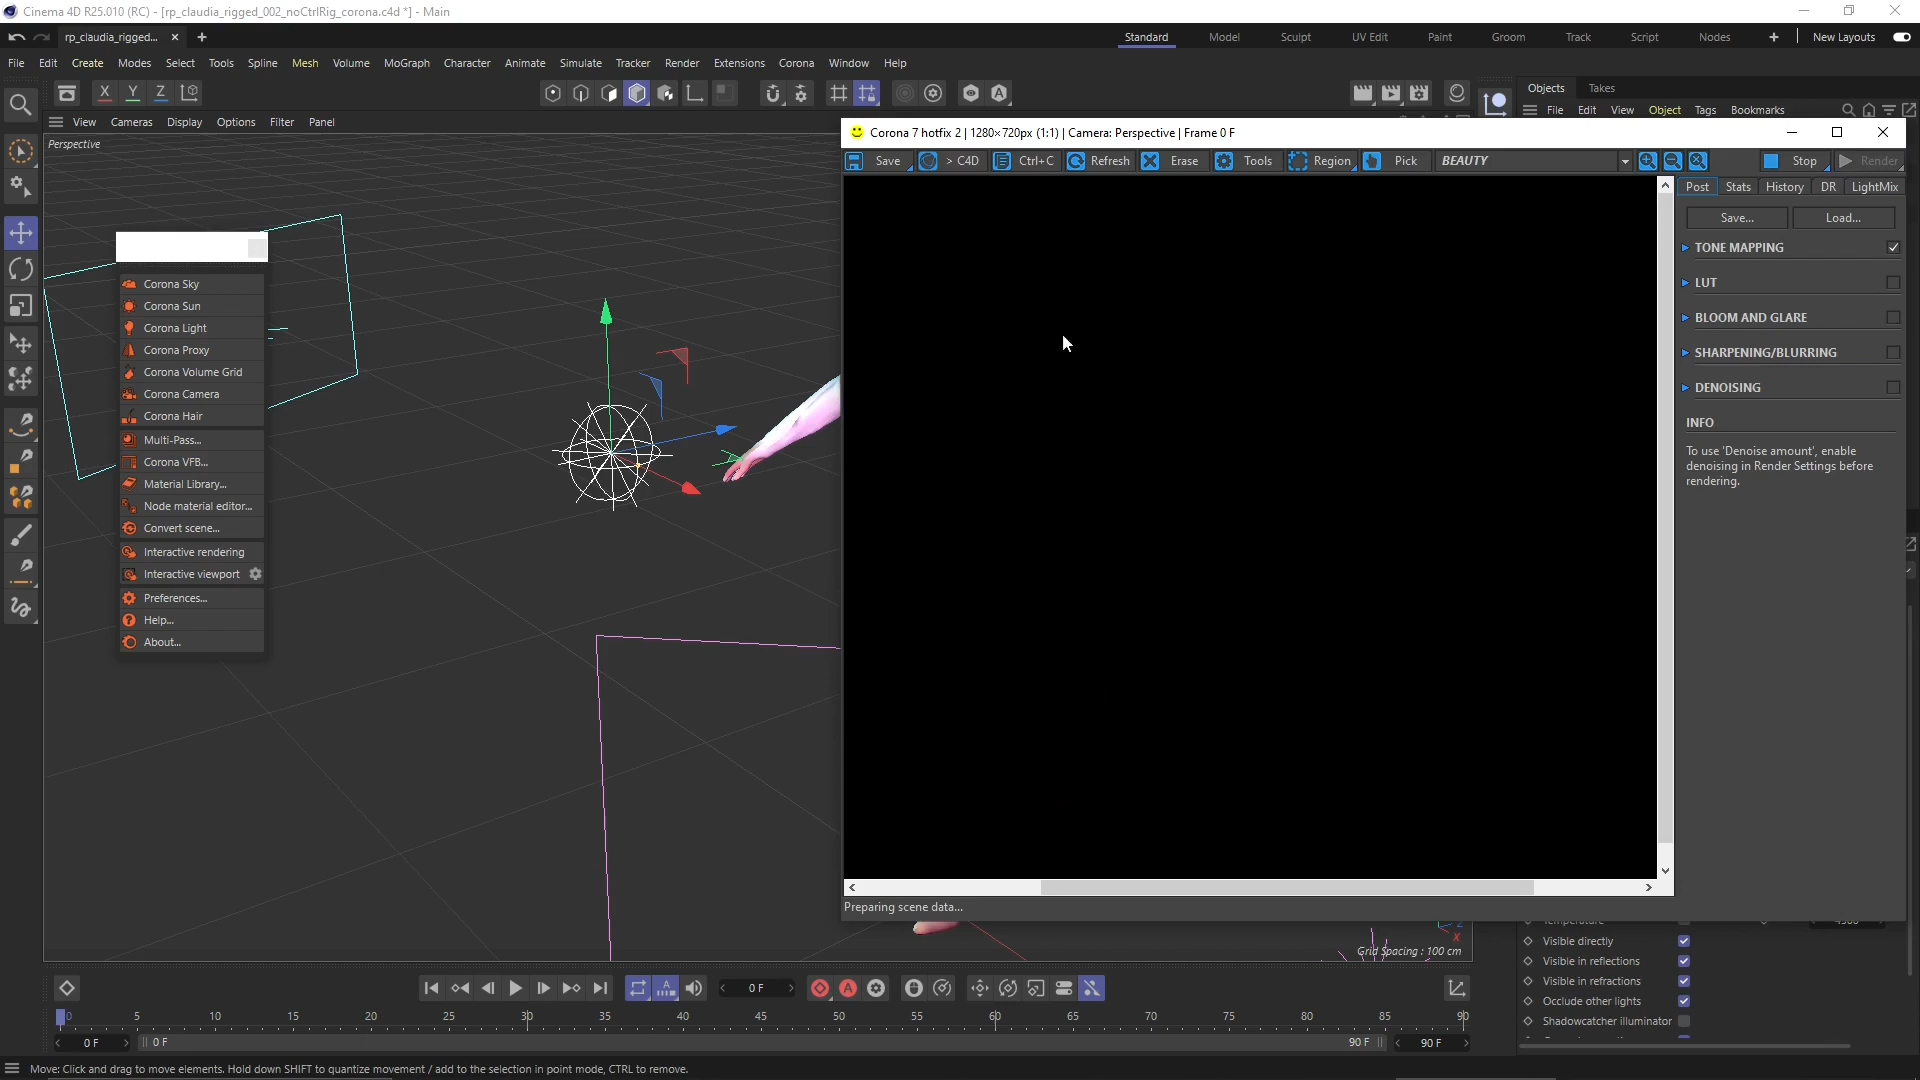 Cinema 4D R25.010 (RC) - [rp_claudia_rigged_002_noCtrlRig_corona.c4d *] - Main
rp_claudia_rigged...
Standard Model Sculpt UV Edit Paint Groom Track Script Nodes New Layouts
File Edit Create Modes Select Tools Spline Mesh Volume MoGraph Character Animate Simulate Tracker Render Extensions Corona Window Help
X Y Z
Objects Takes
File Edit View Object Tags Bookmarks
View Cameras Display Options Filter Panel
Perspective
Corona 7 hotfix 2 | 1280×720px (1:1) | Camera: Perspective | Frame 0 F
Save > C4D Ctrl+C Refresh Erase Tools Region Pick BEAUTY Stop Render
Post Stats History DR LightMix
Save... Load...
TONE MAPPING
LUT
BLOOM AND GLARE
SHARPENING/BLURRING
DENOISING
INFO
To use 'Denoise amount', enable
denoising in Render Settings before
rendering.
Corona Sky
Corona Sun
Corona Light
Corona Proxy
Corona Volume Grid
Corona Camera
Corona Hair
Multi-Pass...
Corona VFB...
Material Library...
Node material editor...
Convert scene...
Interactive rendering
Interactive viewport
Preferences...
Help...
About...
Preparing scene data...
Z
X
Grid Spacing : 100 cm
Temperature
Visible directly
Visible in reflections
Visible in refractions
Occlude other lights
Shadowcatcher illuminator
0 F
0 5 10 15 20 25 30 35 40 45 50 55 60 65 70 75 80 85 90
0 F 0 F 90 F 90 F
Move: Click and drag to move elements. Hold down SHIFT to quantize movement / add to the selection in point mode, CTRL to remove.